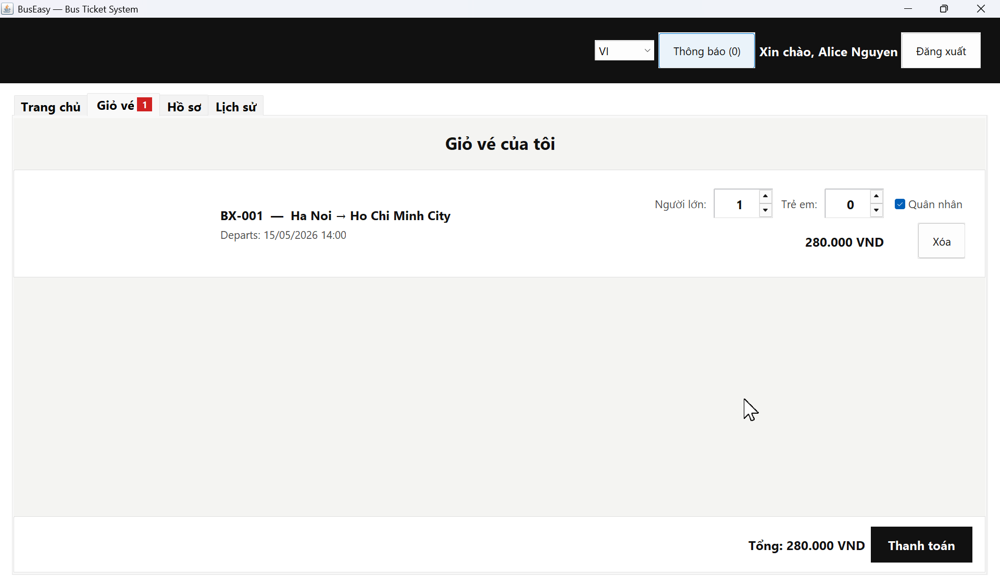 BusEasy — Bus Ticket System
VI
Thông báo (0)
Xin chào, Alice Nguyen
Đăng xuất
Trang chủ
Giỏ vé 1
Hồ sơ
Lịch sử
Giỏ vé của tôi
BX-001 — Ha Noi → Ho Chi Minh City
Departs: 15/05/2026 14:00
Người lớn: 1
Trẻ em: 0
Quân nhân
280.000 VND
Xóa
Tổng: 280.000 VND
Thanh toán